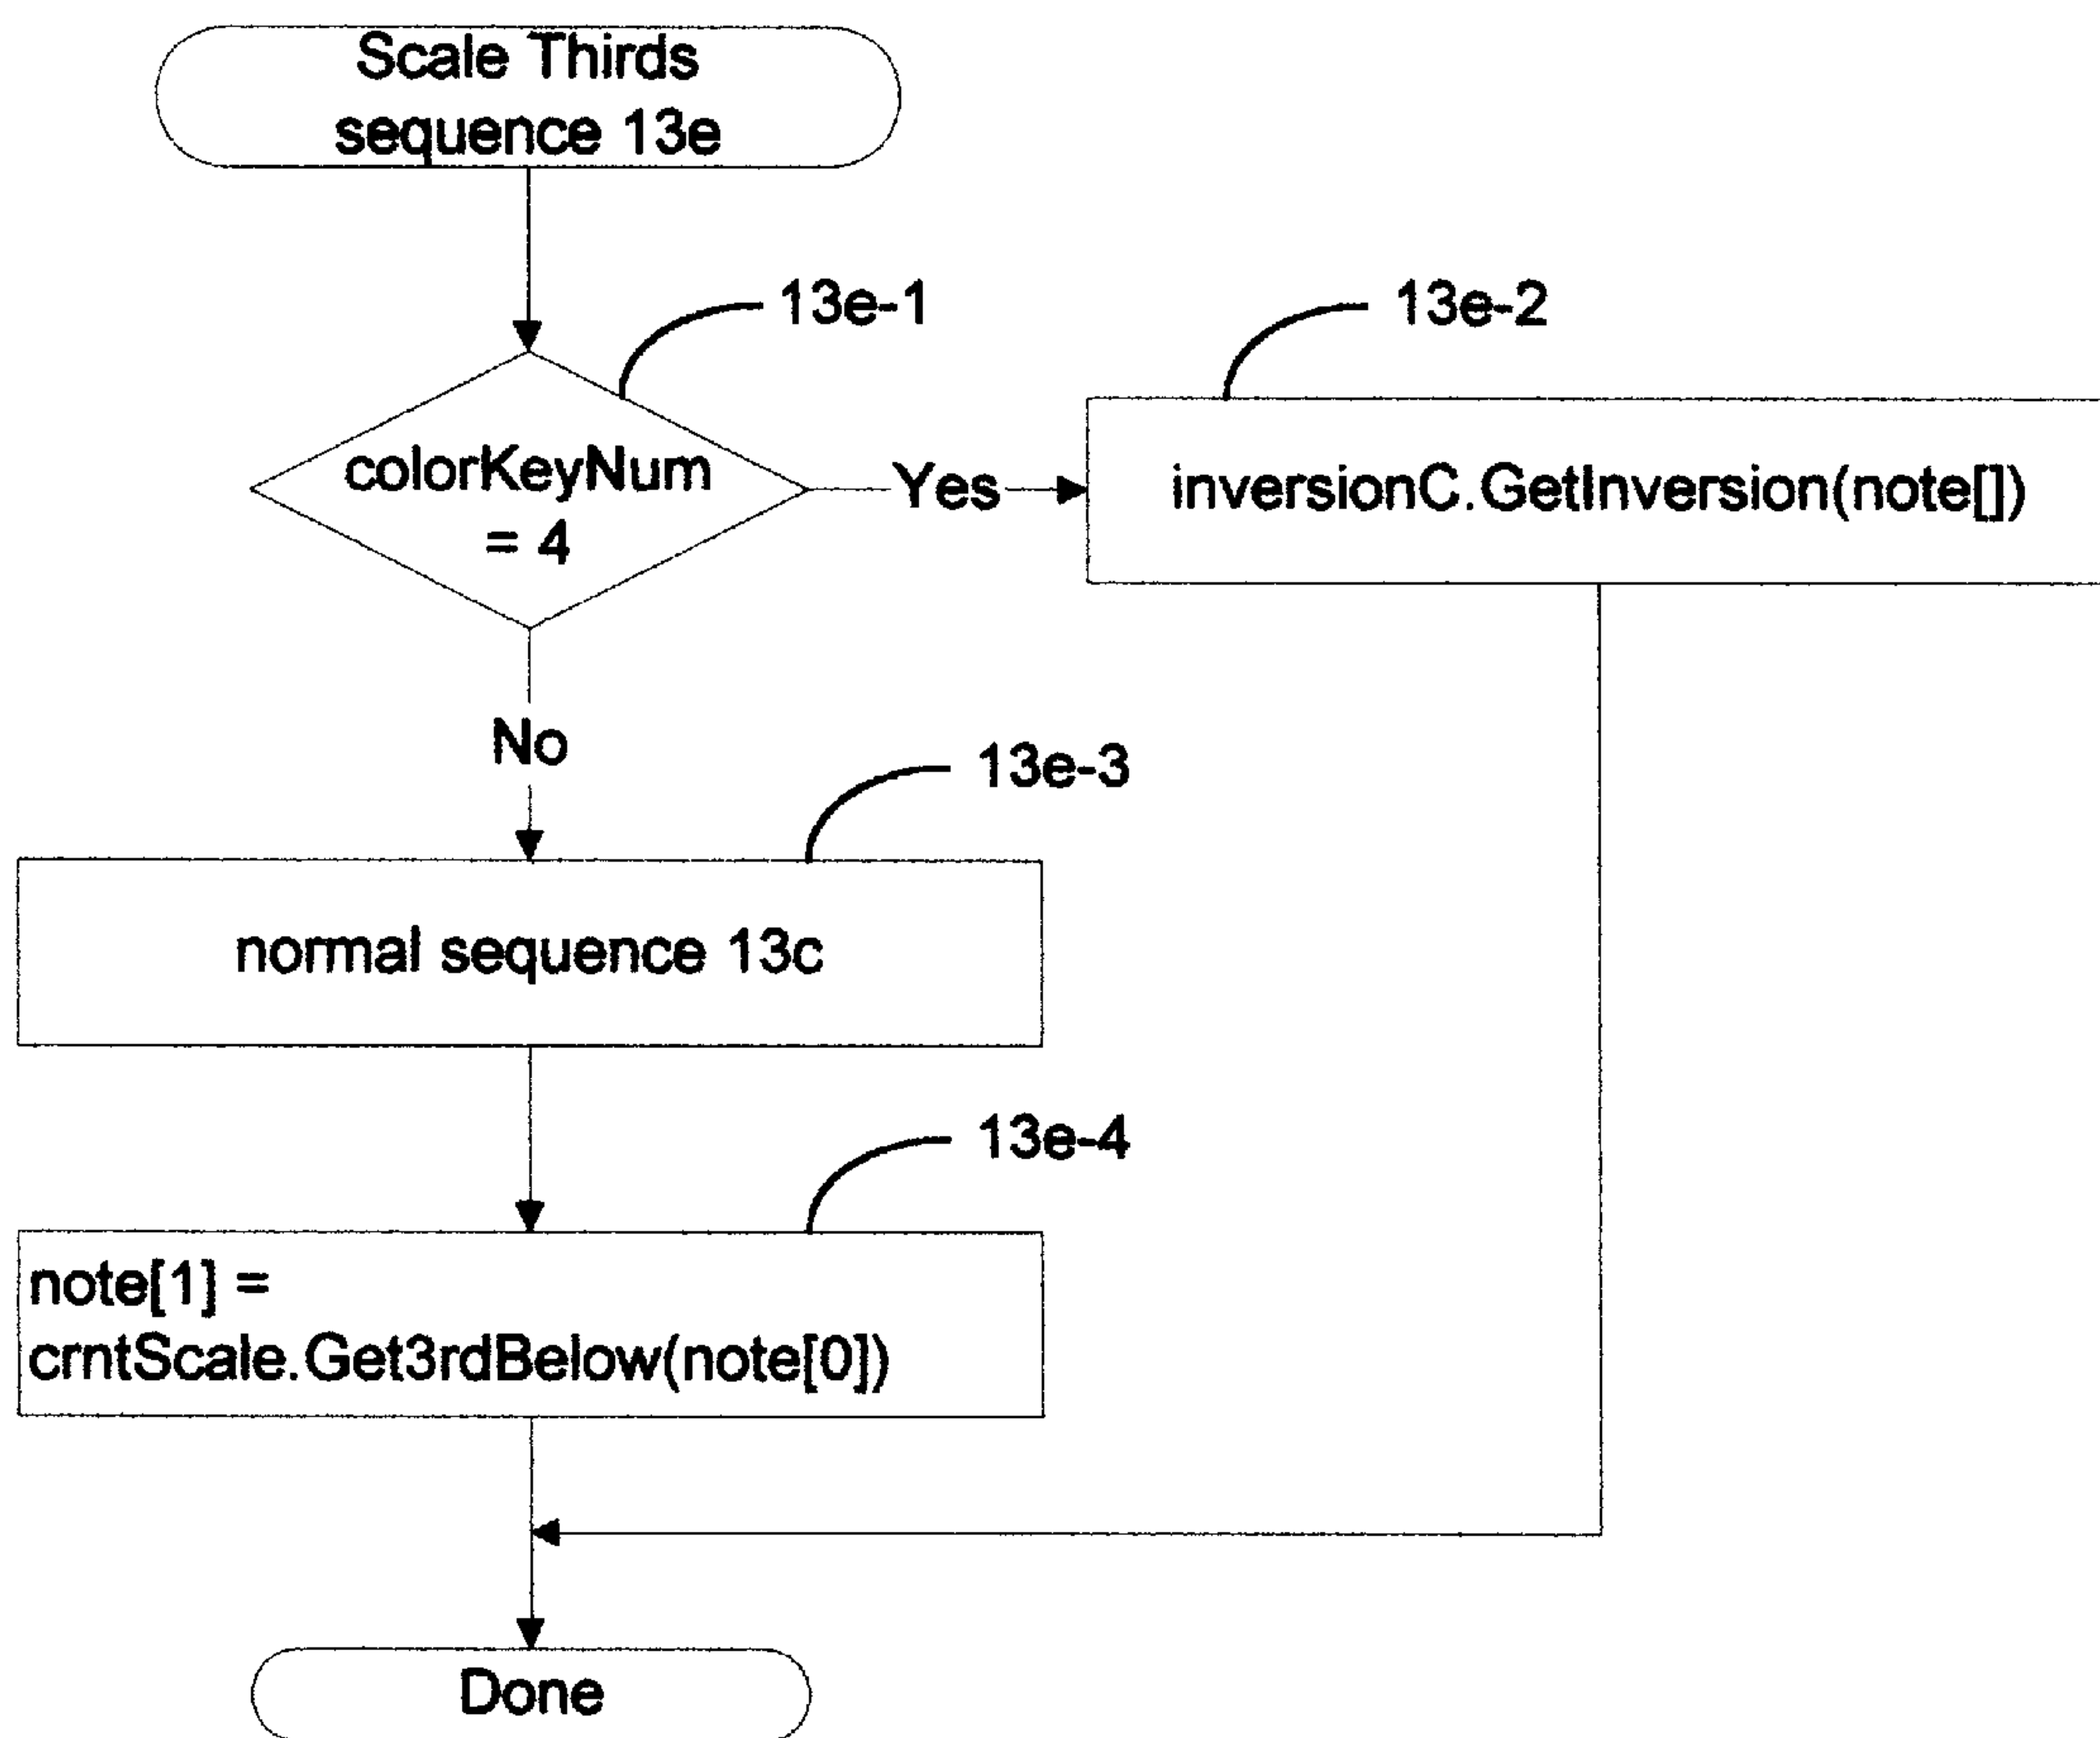 Scale Thirds
sequence 13e
13e-1
13e-2
colorKeyNum
= 4
Yes
inversionC.GetInversion(note[])
No
13e-3
normal sequence 13c
13e-4
note[1] =
crntScale.Get3rdBelow(note[0])
Done